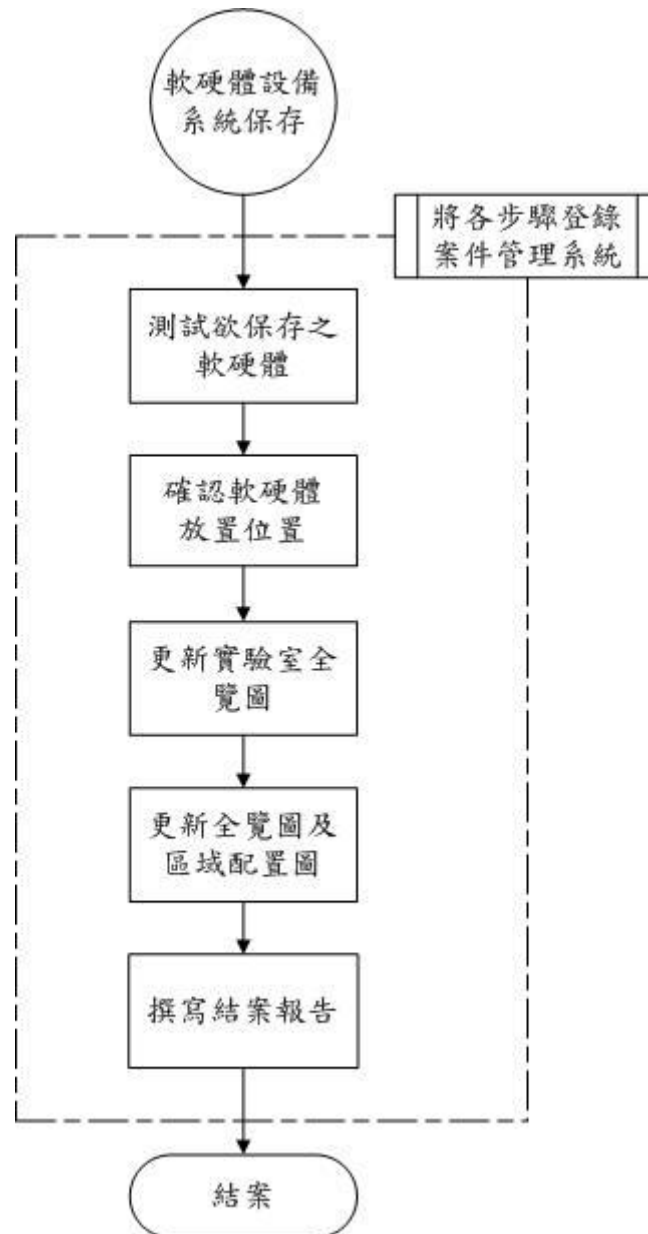 軟硬體設備
系統保存
將各步驟登錄
案件管理系統
測試欲保存之
軟硬體
確認軟硬體
放置位置
更新實驗室全
覽圖
更新全覽圖及
區域配置圖
撰寫結案報告
結案